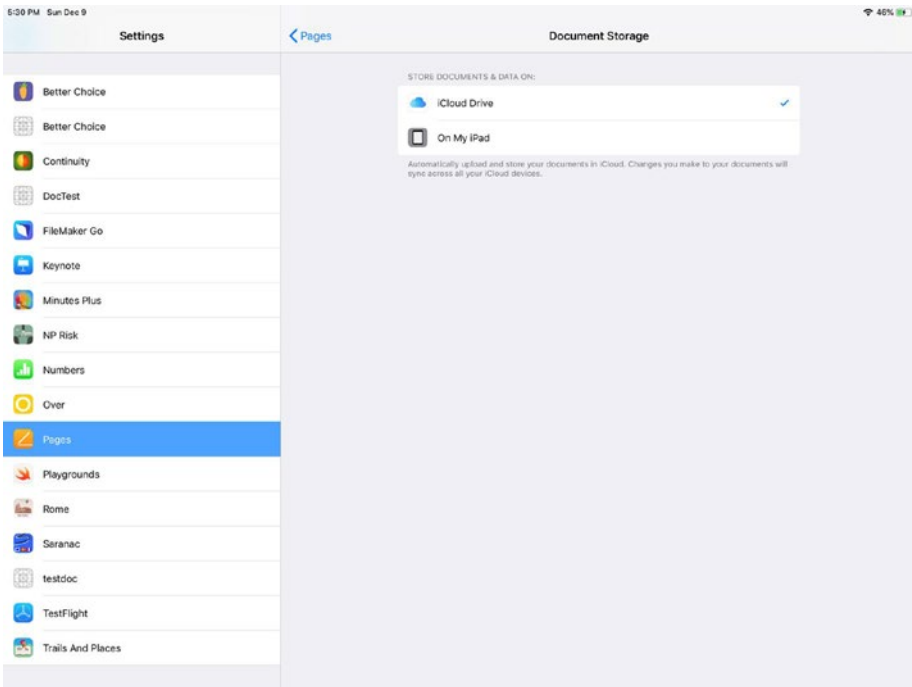 5:30 PM Sun Dec 9
46%
Settings
Better Choice
Better Choice
Continuity
DocTest
FileMaker Go
Keynote
Minutes Plus
NP Risk
Numbers
Over
Pages
Playgrounds
Rome
Saranac
testdoc
TestFlight
Trails And Places
Pages
Document Storage
STORE DOCUMENTS & DATA ON:
iCloud Drive
On My iPad
Automatically upload and store your documents in iCloud. Changes you make to your documents will
sync across all your iCloud devices.